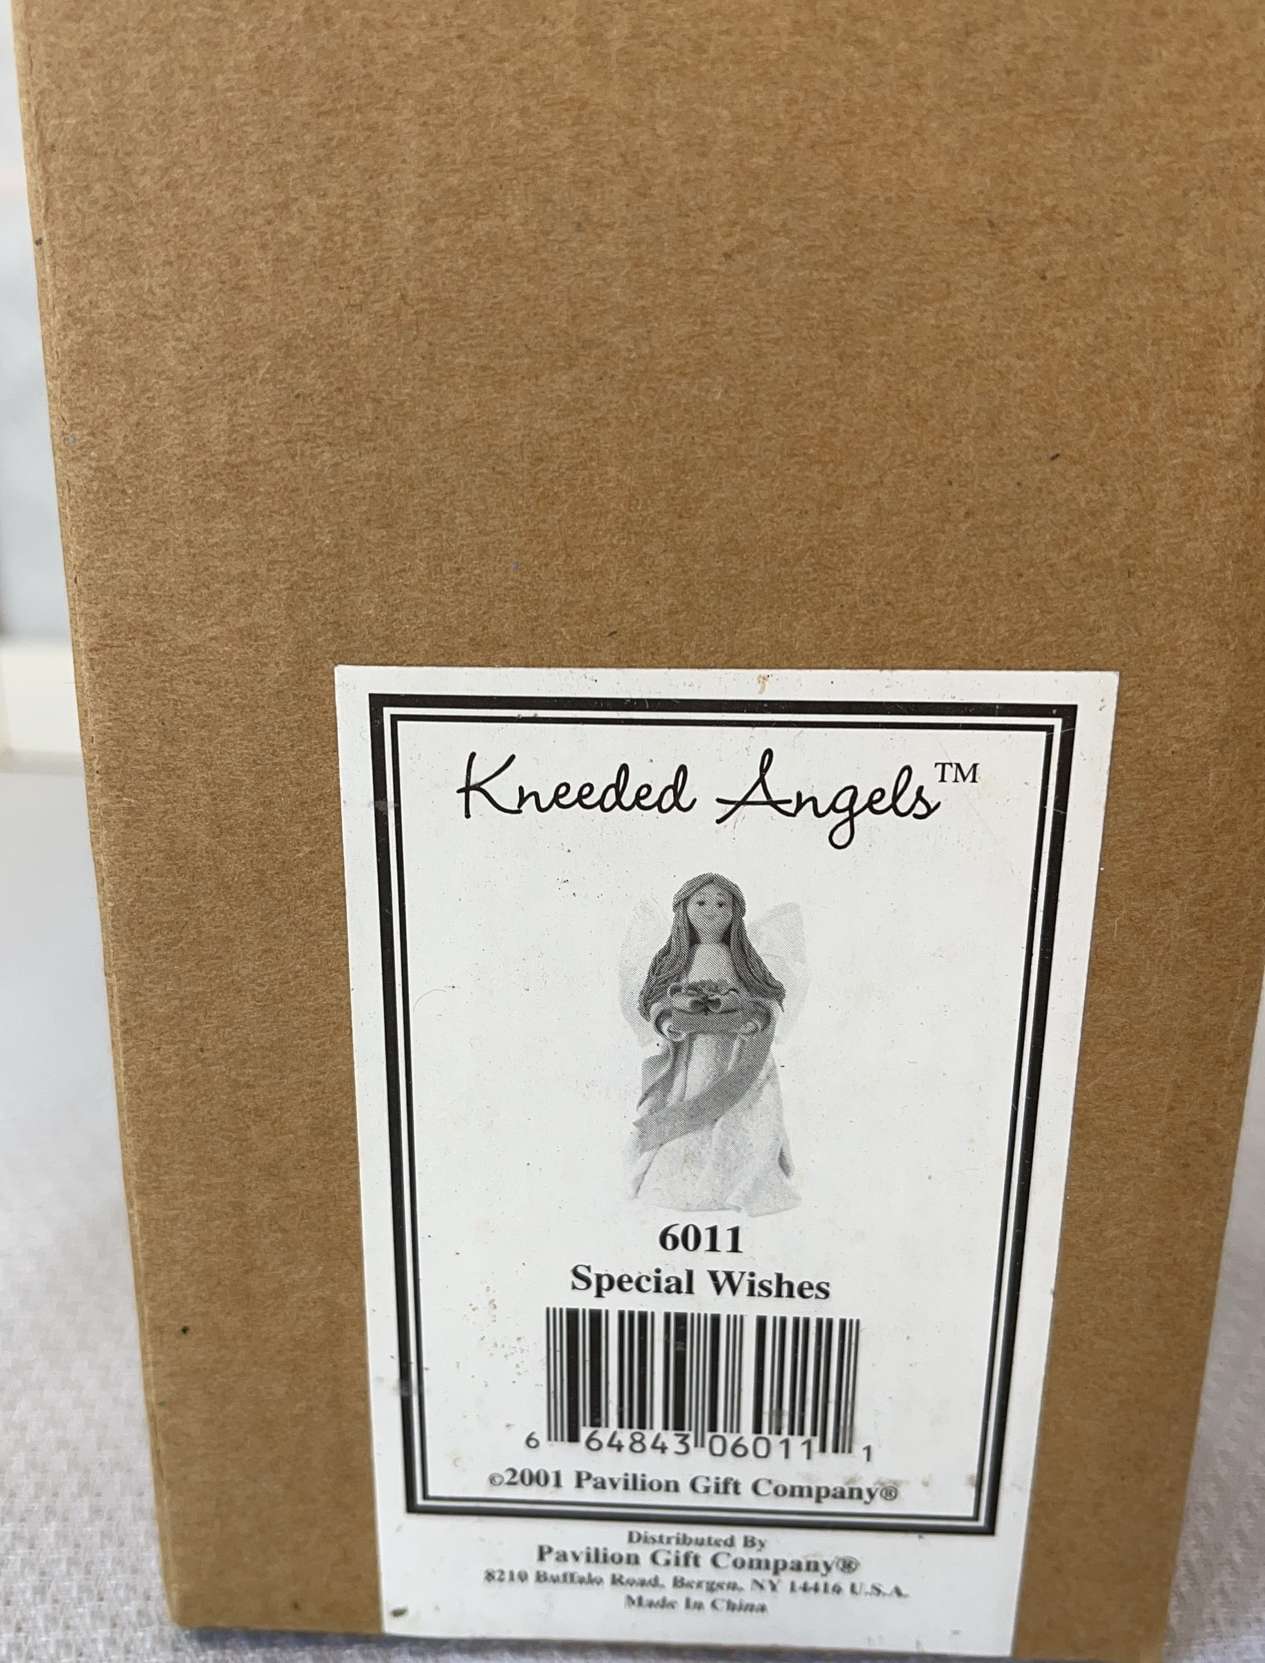 Kneeded Angels™
6011
Special Wishes
6 64843 06011 1
©2001 Pavilion Gift Company®
Distributed By
Pavilion Gift Company®
8210 Buffalo Road, Bergen, NY 14416 U.S.A.
Made In China